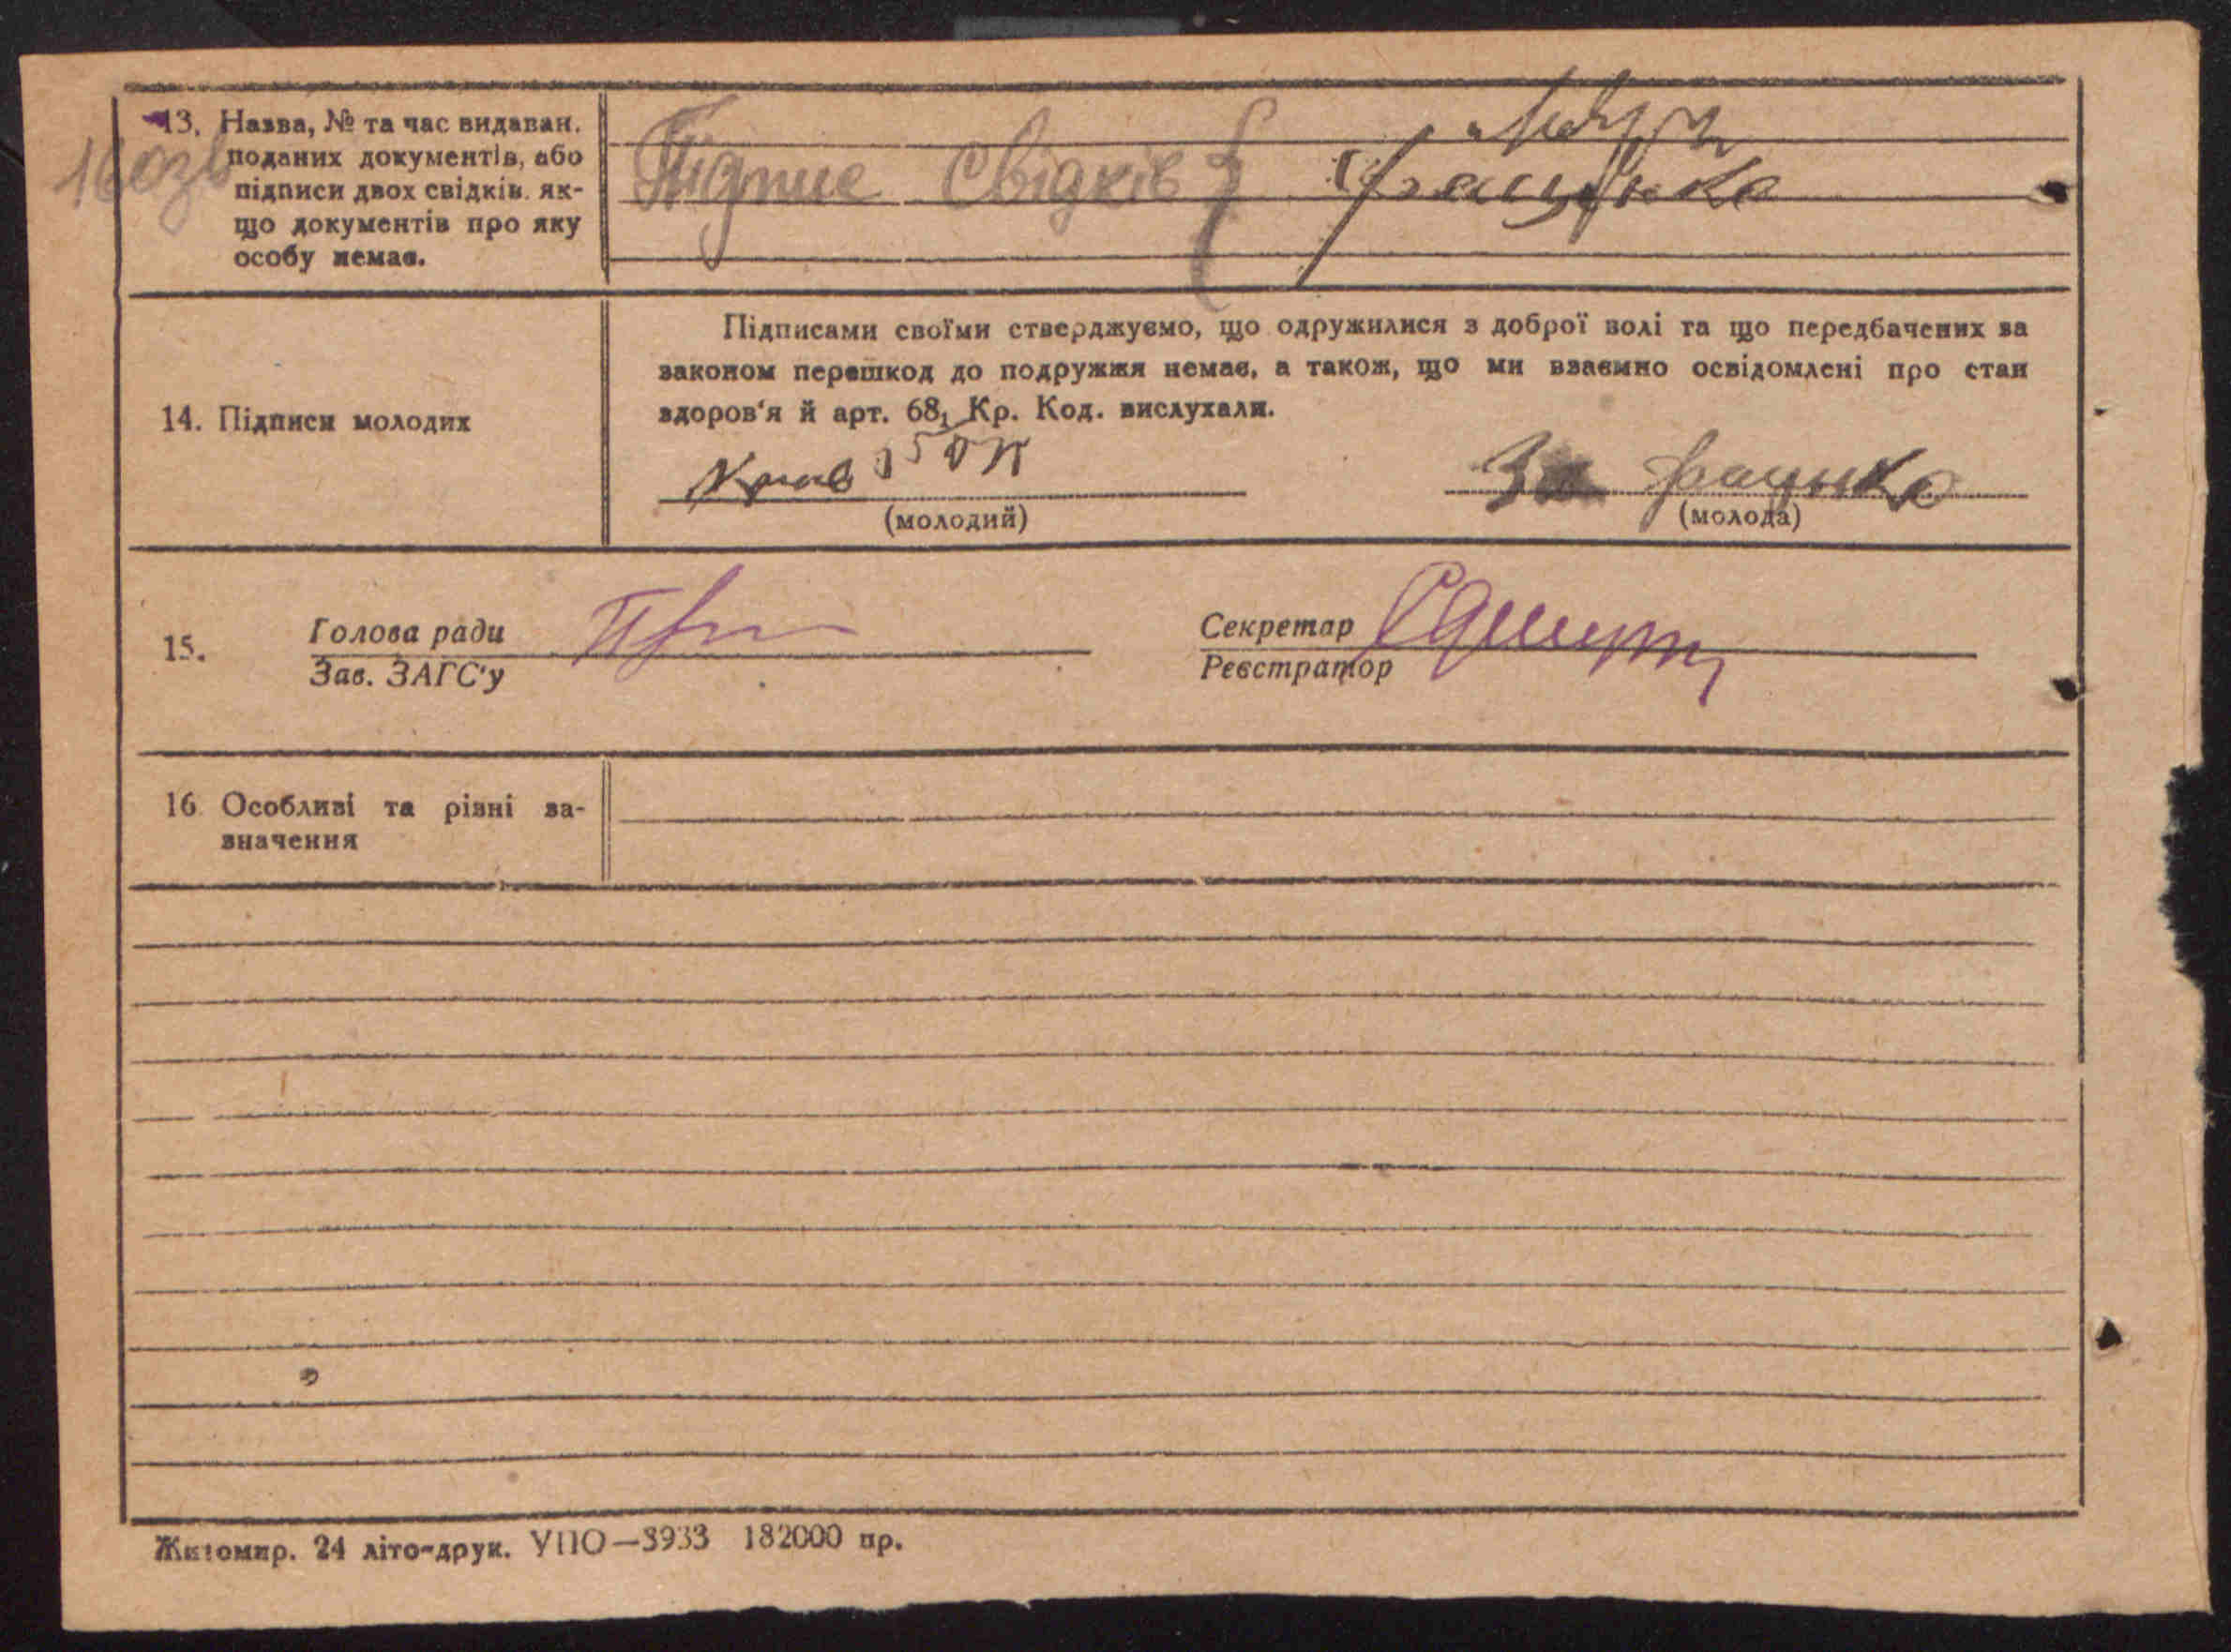 13. Назва, № та час видаван.
поданих документів, або
підписи двох свідків. як-
що документів про яку
особу немає.
Підпис свідків {
14. Підписи молодих
Підписами своїми стверджуємо, що одружилися з доброї волі та що передбачених за
законом перешкод до подружжя немає, а також, що ми взаємно освідомлені про стан
здоров'я й арт. 68₁ Кр. Код. вислухали.
За
(молодий) (молода)
15.
Голова ради
Зав. ЗАГС'у
Секретар
Реєстратор
16 Особливі та різні за-
значення
Житомир. 24 літо-друк. УПО—3933 182000 пр.